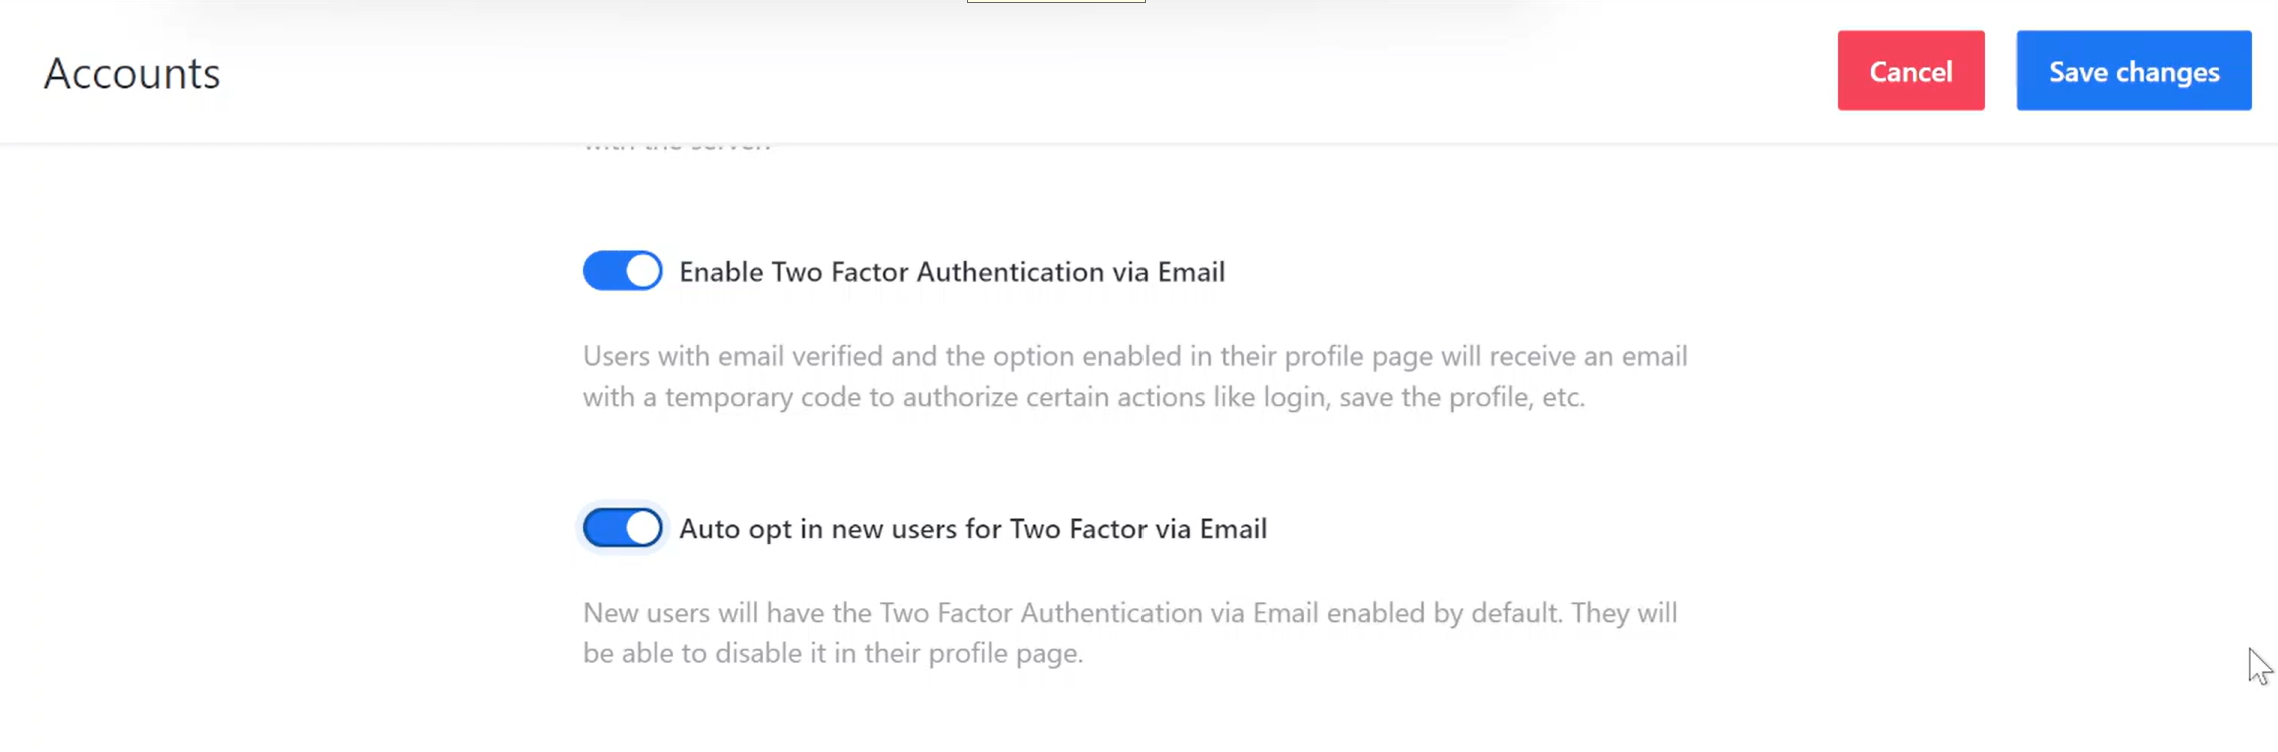 Accounts
Cancel
Save changes
with the server.
Enable Two Factor Authentication via Email
Users with email verified and the option enabled in their profile page will receive an email
with a temporary code to authorize certain actions like login, save the profile, etc.
Auto opt in new users for Two Factor via Email
New users will have the Two Factor Authentication via Email enabled by default. They will
be able to disable it in their profile page.